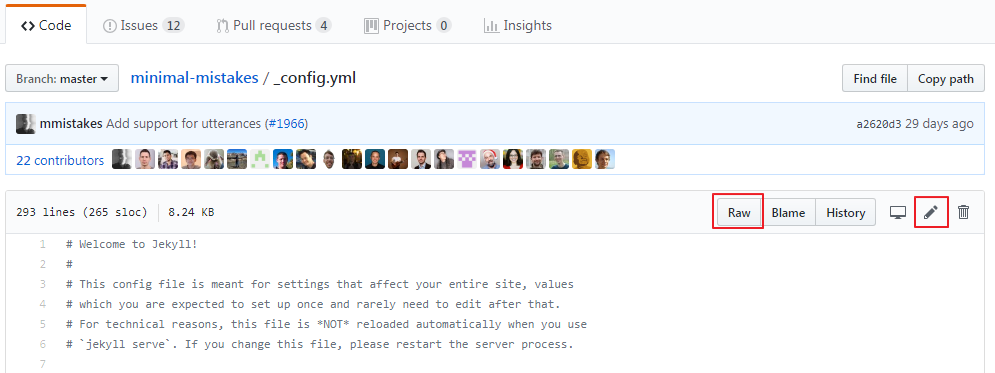 Code Issues 12 Pull requests 4 Projects 0 Insights
Branch: master minimal-mistakes / _config.yml Find file Copy path
mmistakes Add support for utterances (#1966) a2620d3 29 days ago
22 contributors
293 lines (265 sloc) 8.24 KB Raw Blame History
1 # Welcome to Jekyll!
2 #
3 # This config file is meant for settings that affect your entire site, values
4 # which you are expected to set up once and rarely need to edit after that.
5 # For technical reasons, this file is *NOT* reloaded automatically when you use
6 # `jekyll serve`. If you change this file, please restart the server process.
7